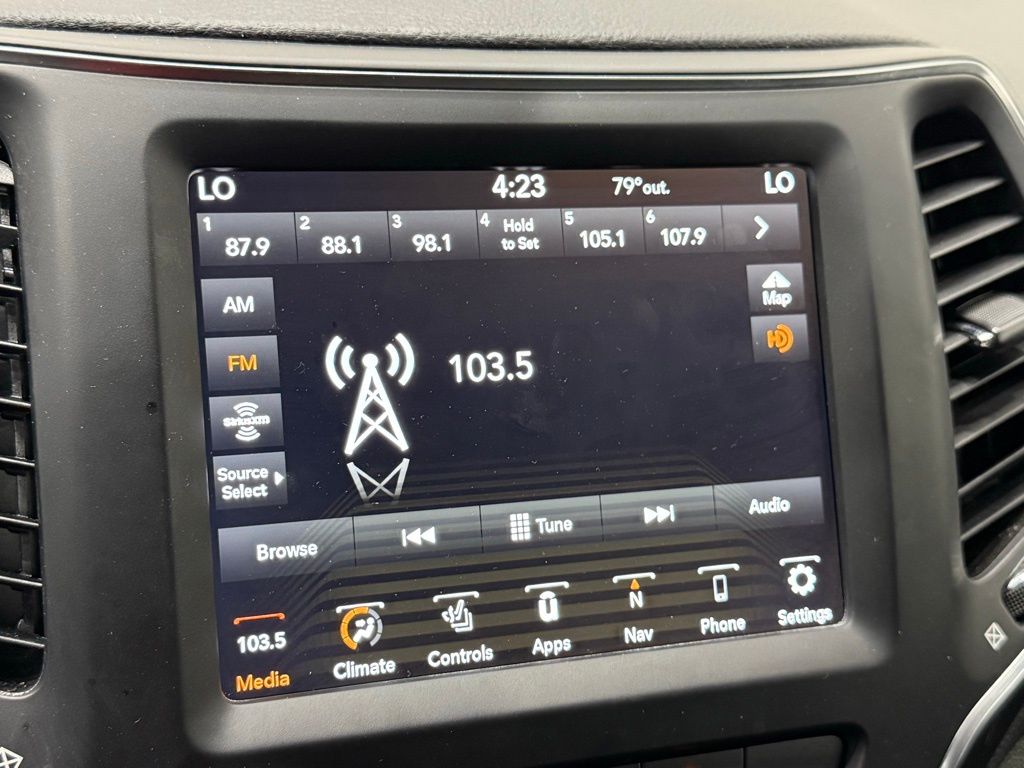 LO 4:23 79° out. LO
1 87.9
2 88.1
3 98.1
4 Hold
to Set
5 105.1
6 107.9
AM
Map
FM
HD
103.5
siriusxm
Source
Select
Browse
Tune
Audio
103.5
Media
Climate
Controls
Apps
N
Nav
Phone
Settings